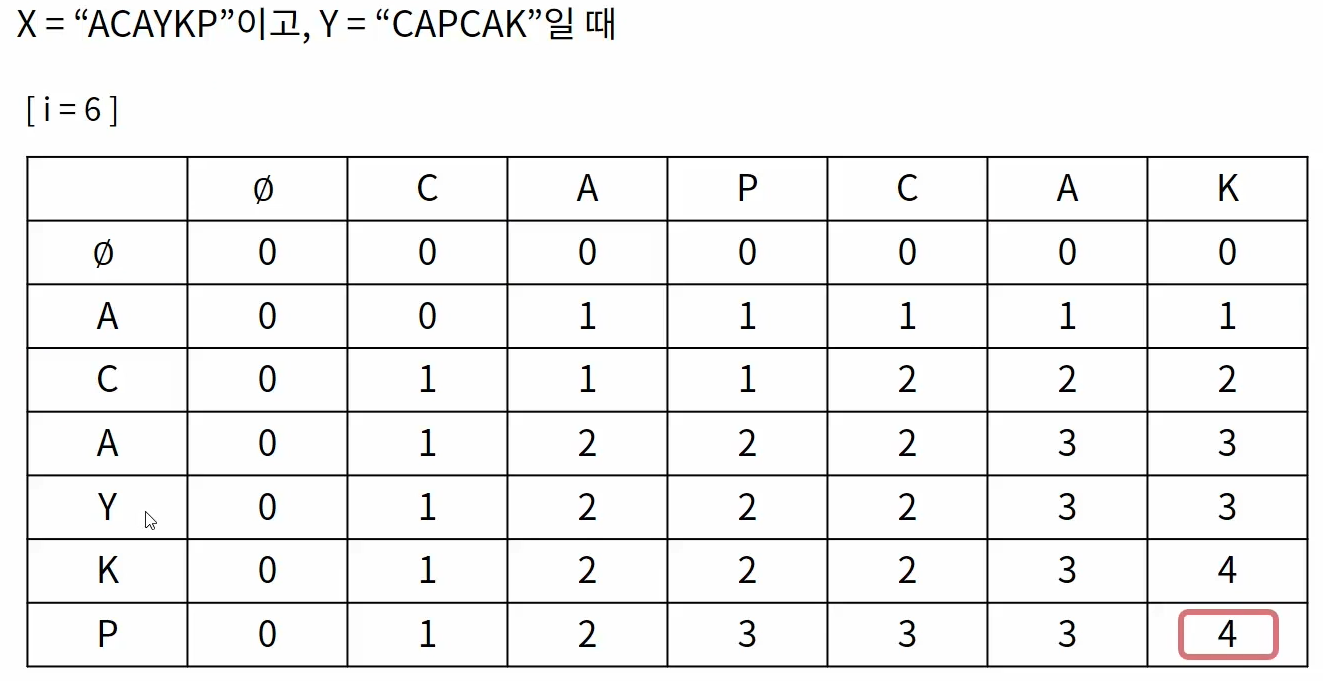 X = “ACAYKP”이고, Y = “CAPCAK”일 때
[ i = 6 ]
∅ C A P C A K
∅ 0 0 0 0 0 0 0
A 0 0 1 1 1 1 1
C 0 1 1 1 2 2 2
A 0 1 2 2 2 3 3
Y 0 1 2 2 2 3 3
K 0 1 2 2 2 3 4
P 0 1 2 3 3 3 4